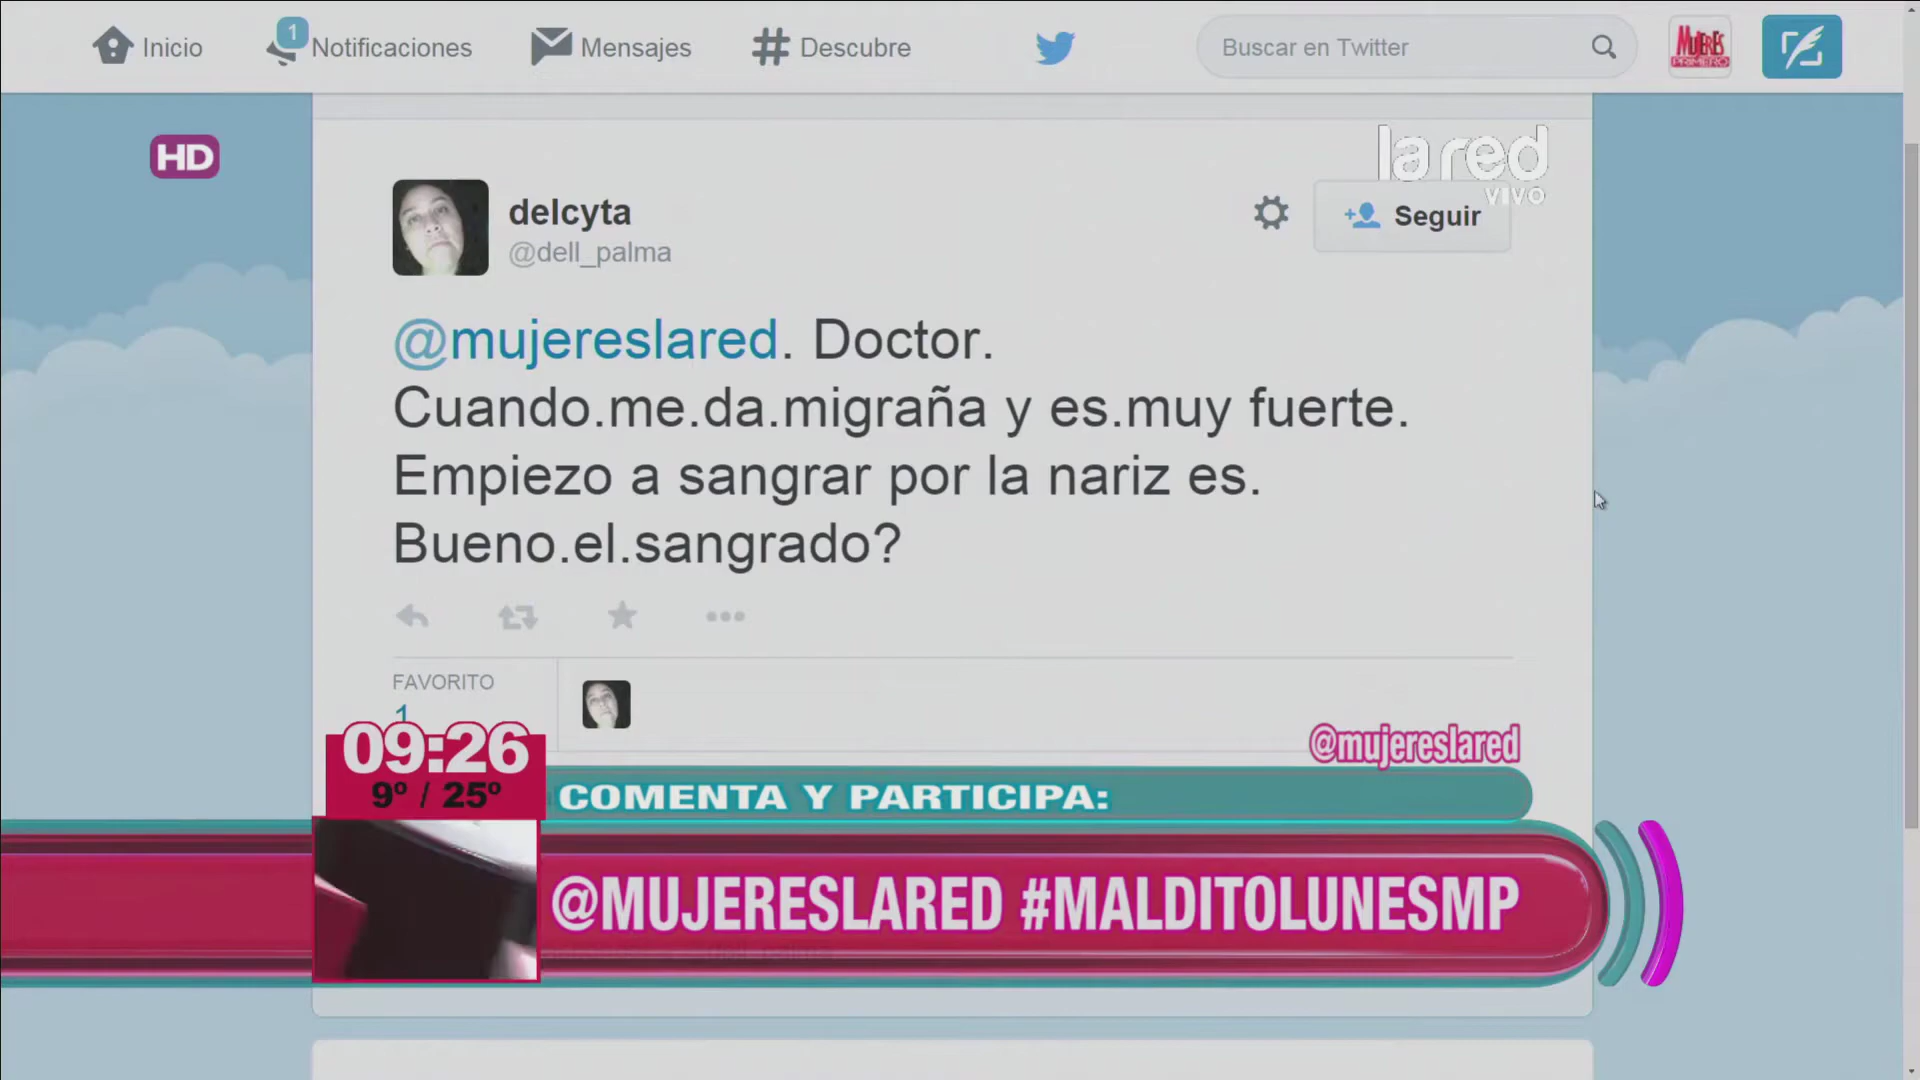 Inicio
1
Notificaciones
Mensajes
Descubre
Buscar en Twitter
MUJERES
PRIMERO
HD
la red
VIVO
delcyta
@dell_palma
Seguir
@mujereslared. Doctor.
Cuando.me.da.migraña y es.muy fuerte.
Empiezo a sangrar por la nariz es.
Bueno.el.sangrado?
FAVORITO
1
09:26
9º / 25º
@mujereslared
COMENTA Y PARTICIPA:
@MUJERESLARED #MALDITOLUNESMP